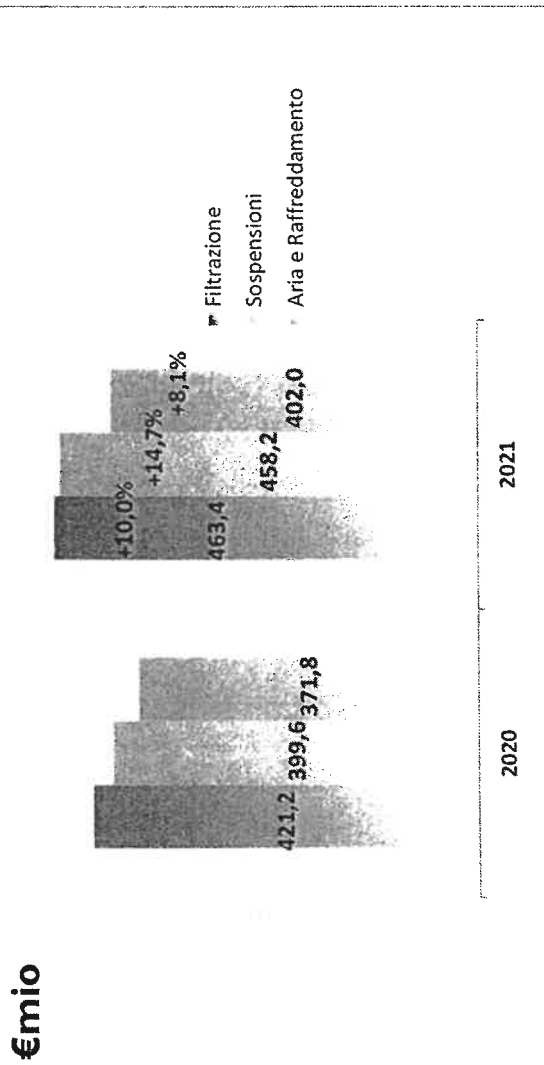 €mio
+10,0%
+14,7%
+8,1%
421,2
399,6
371,8
463,4
458,2
402,0
Filtrazione
Sospensioni
Aria e Raffreddamento
2020
2021